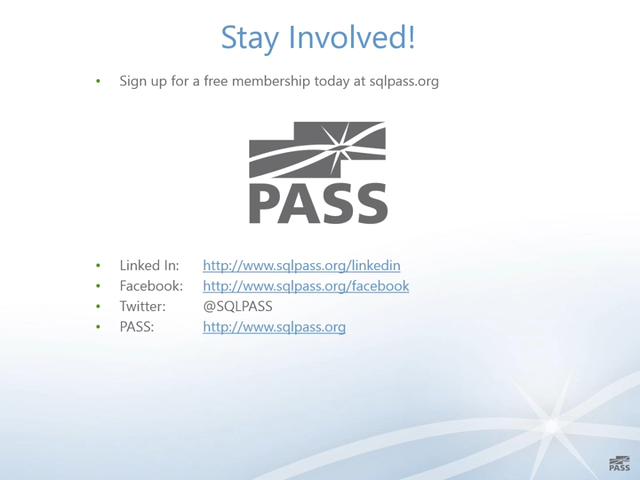 Stay Involved!
• Sign up for a free membership today at sqlpass.org
PASS
• Linked In: http://www.sqlpass.org/linkedin
• Facebook: http://www.sqlpass.org/facebook
• Twitter: @SQLPASS
• PASS: http://www.sqlpass.org
PASS